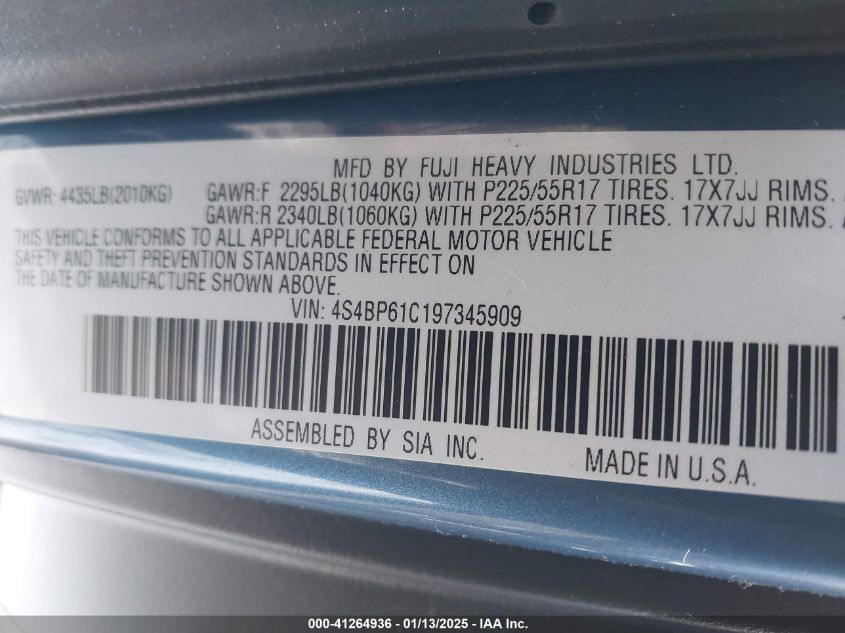 MFD BY FUJI HEAVY INDUSTRIES LTD.
GVWR: 4435LB(2010KG) GAWR:F 2295LB(1040KG) WITH P225/55R17 TIRES. 17X7JJ RIMS.
GAWR:R 2340LB(1060KG) WITH P225/55R17 TIRES. 17X7JJ RIMS.
THIS VEHICLE CONFORMS TO ALL APPLICABLE FEDERAL MOTOR VEHICLE
SAFETY AND THEFT PREVENTION STANDARDS IN EFFECT ON
THE DATE OF MANUFACTURE SHOWN ABOVE.
VIN: 4S4BP61C197345909
ASSEMBLED BY SIA INC.
MADE IN U.S.A.
000-41264936 - 01/13/2025 - IAA Inc.